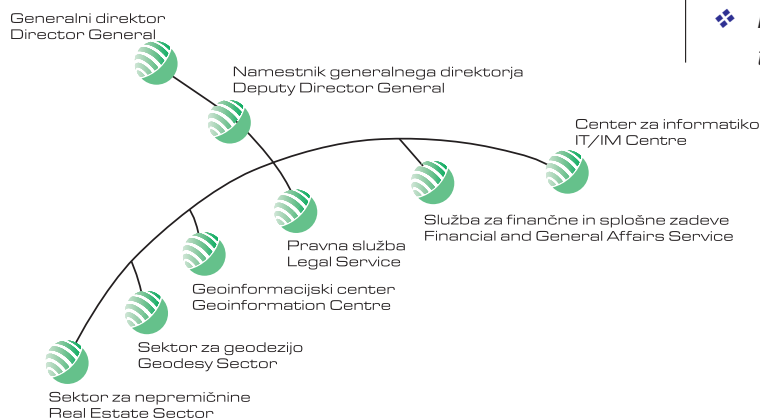 Generalni direktor
Director General
Namestnik generalnega direktorja
Deputy Director General
Center za informatiko
IT/IM Centre
Služba za finančne in splošne zadeve
Financial and General Affairs Service
Pravna služba
Legal Service
Geoinformacijski center
Geoinformation Centre
Sektor za geodezijo
Geodesy Sector
Sektor za nepremičnine
Real Estate Sector